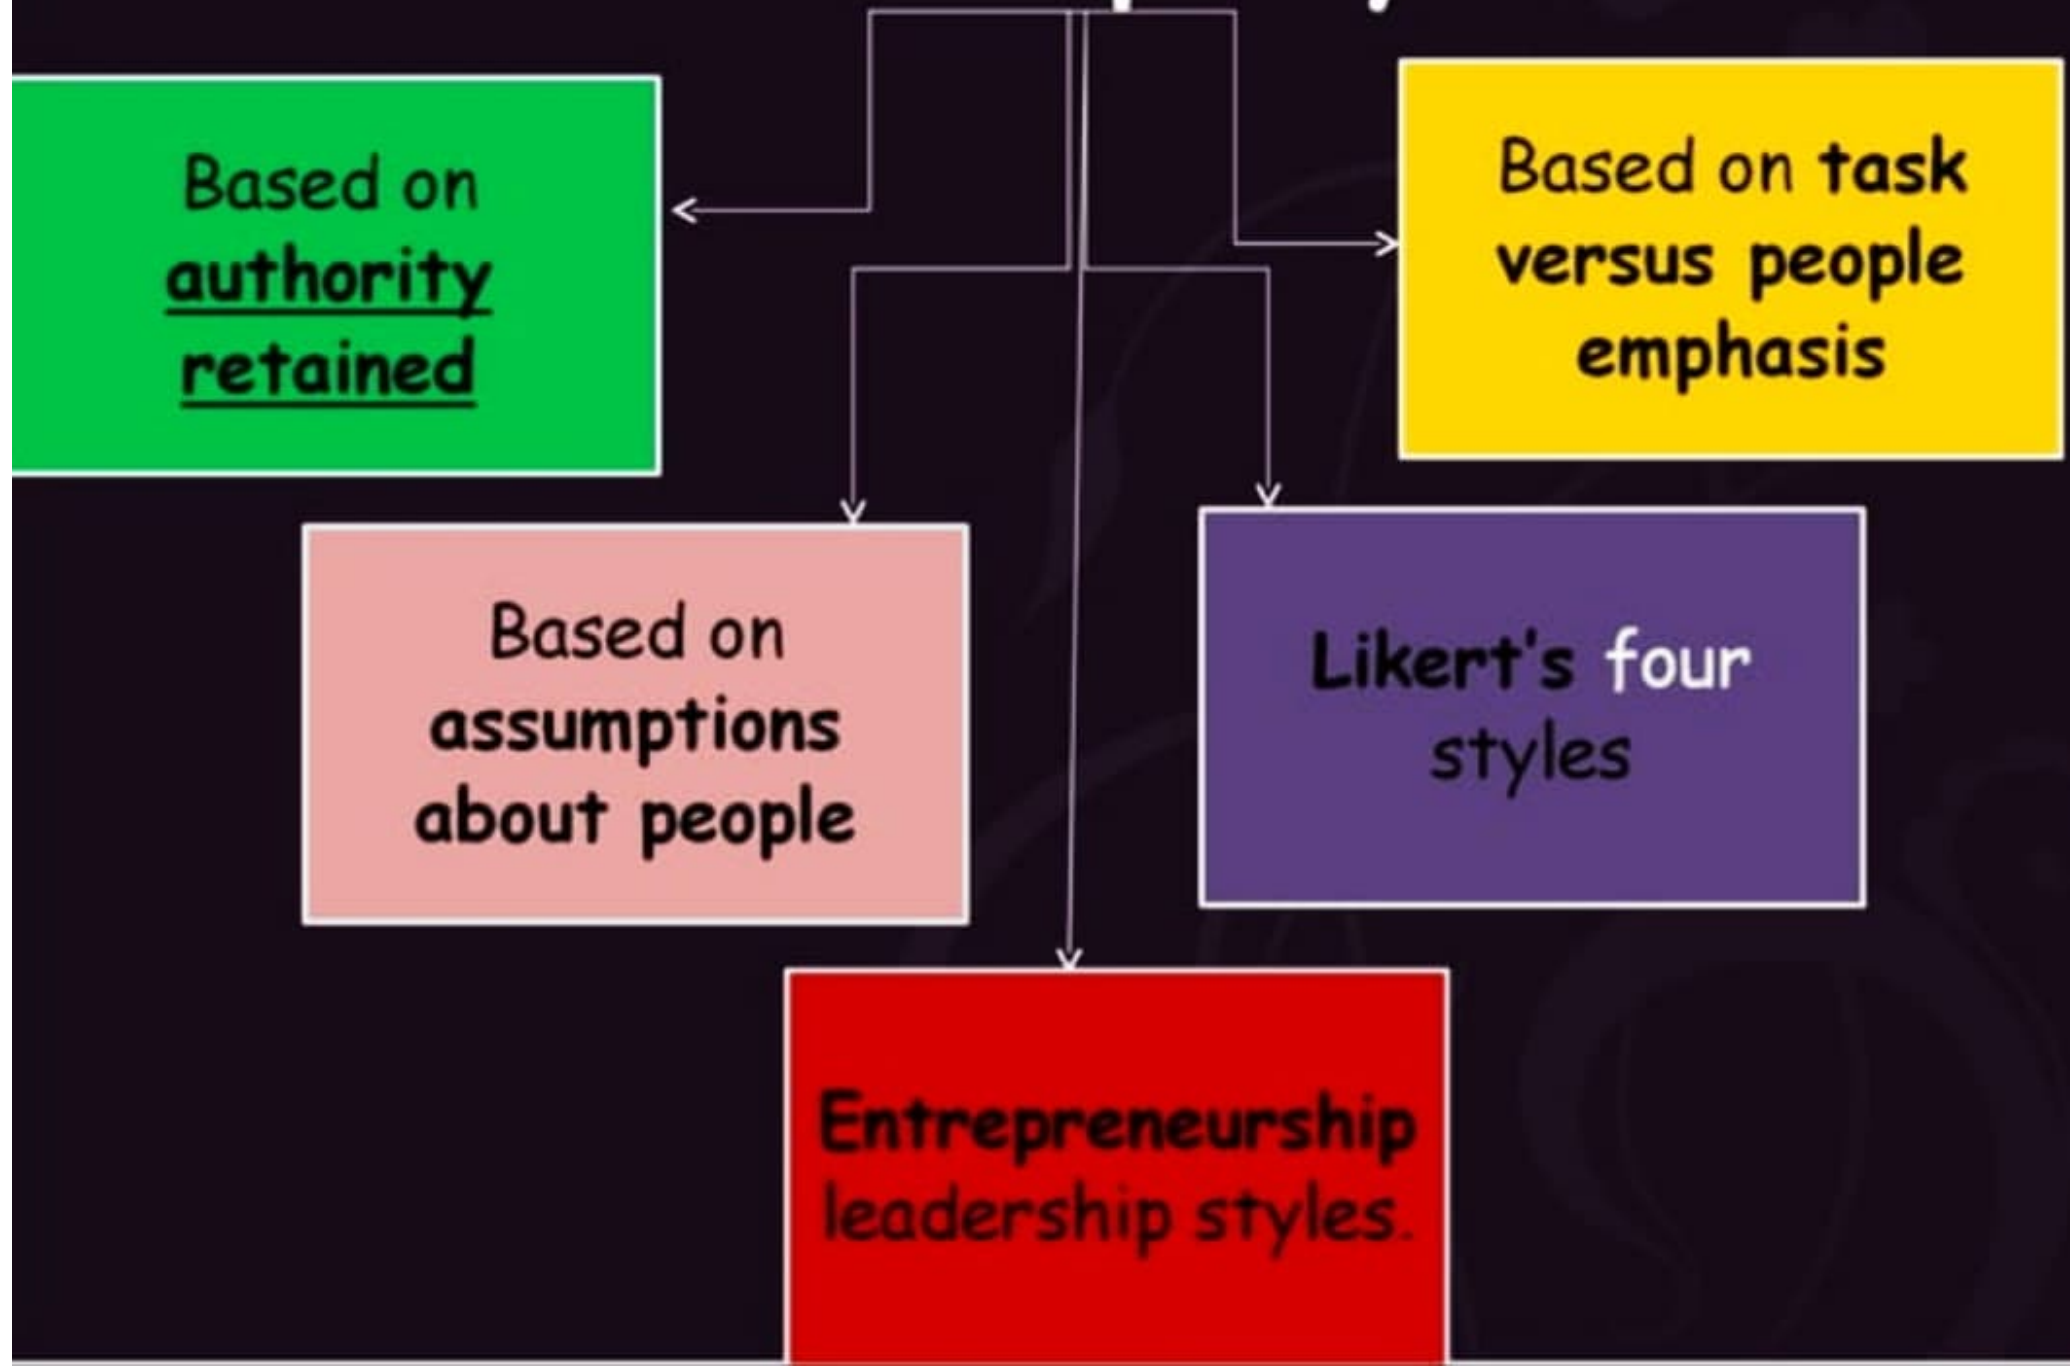 Based on
authority
retained
Based on task
versus people
emphasis
Based on
assumptions
about people
Likert's four
styles
Entrepreneurship
leadership styles.